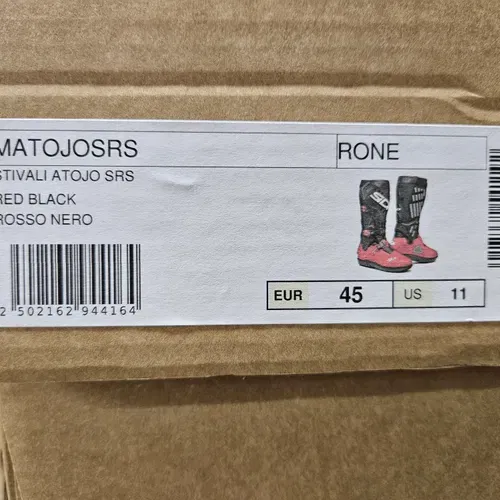 MATOJOSRS
RONE
STIVALI ATOJO SRS
RED BLACK
ROSSO NERO
SIDI
2 502162 944164
EUR 45 US 11